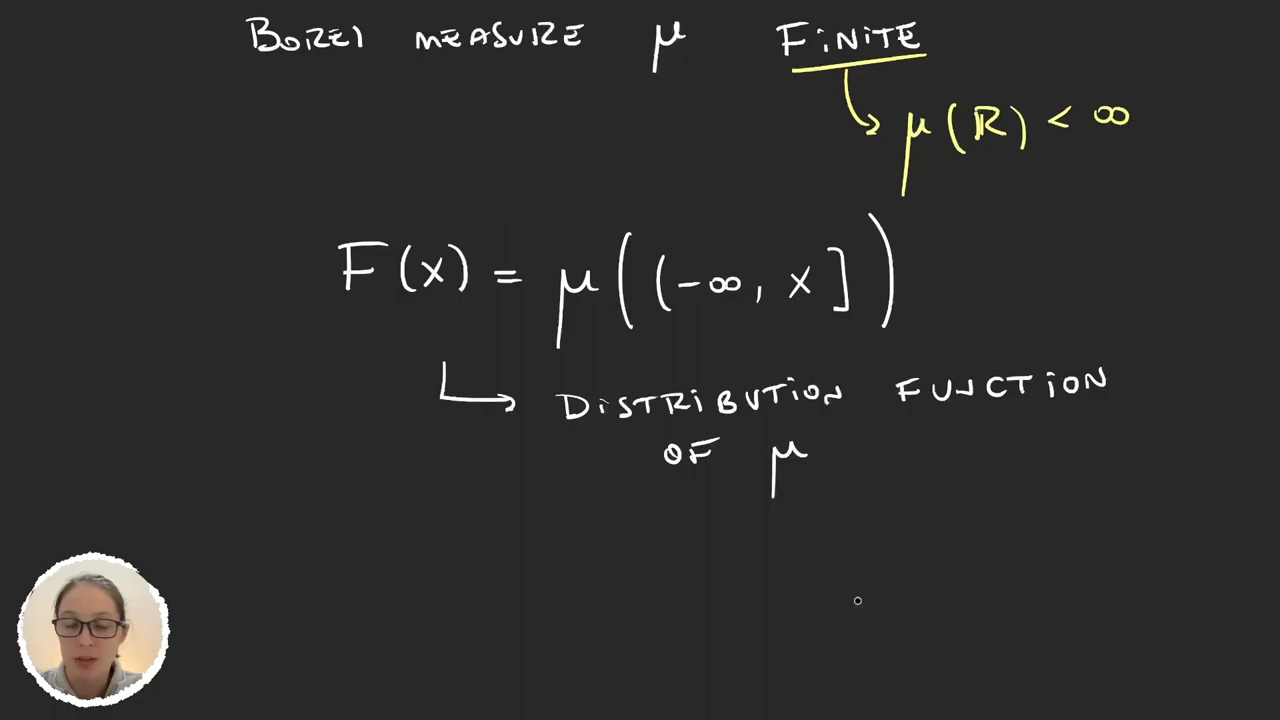 BOREL MEASURE μ FINITE
μ(ℝ) < ∞
F(x) = μ((-∞, x])
DISTRIBUTION FUNCTION
OF μ